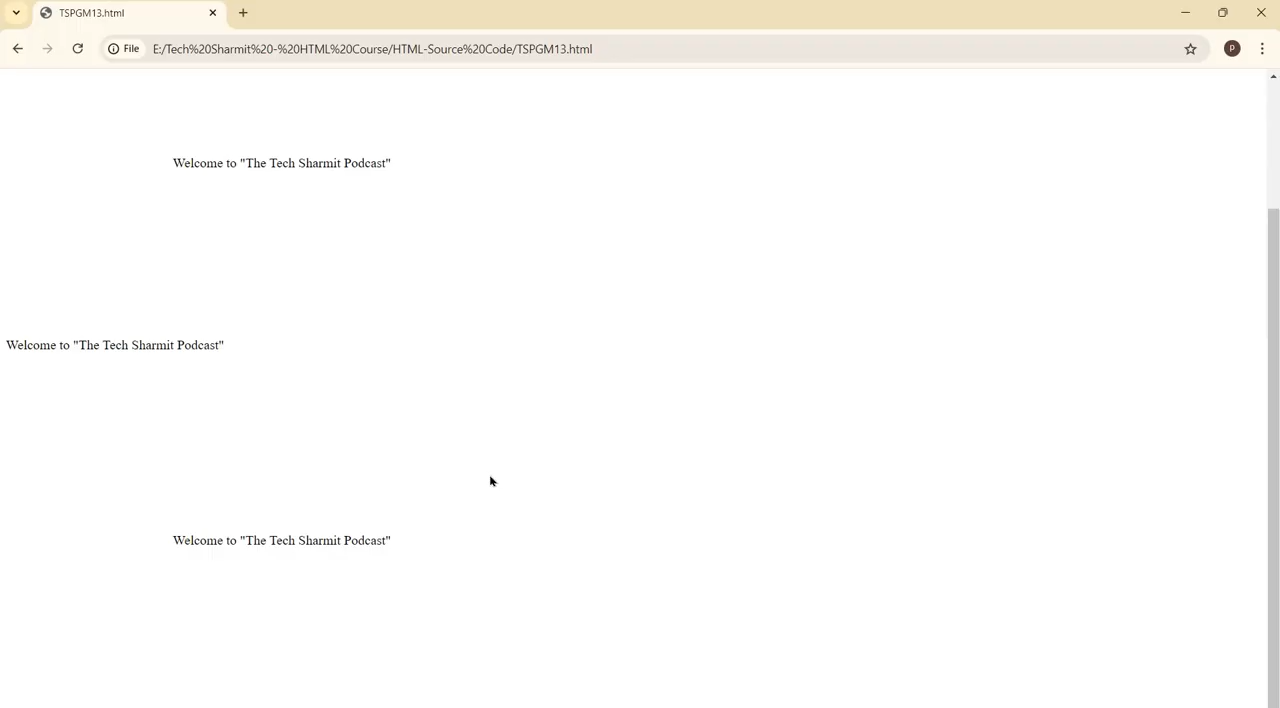 TSPGM13.html
File
E:/Tech%20Sharmit%20-%20HTML%20Course/HTML-Source%20Code/TSPGM13.html
P
Welcome to "The Tech Sharmit Podcast"
Welcome to "The Tech Sharmit Podcast"
Welcome to "The Tech Sharmit Podcast"